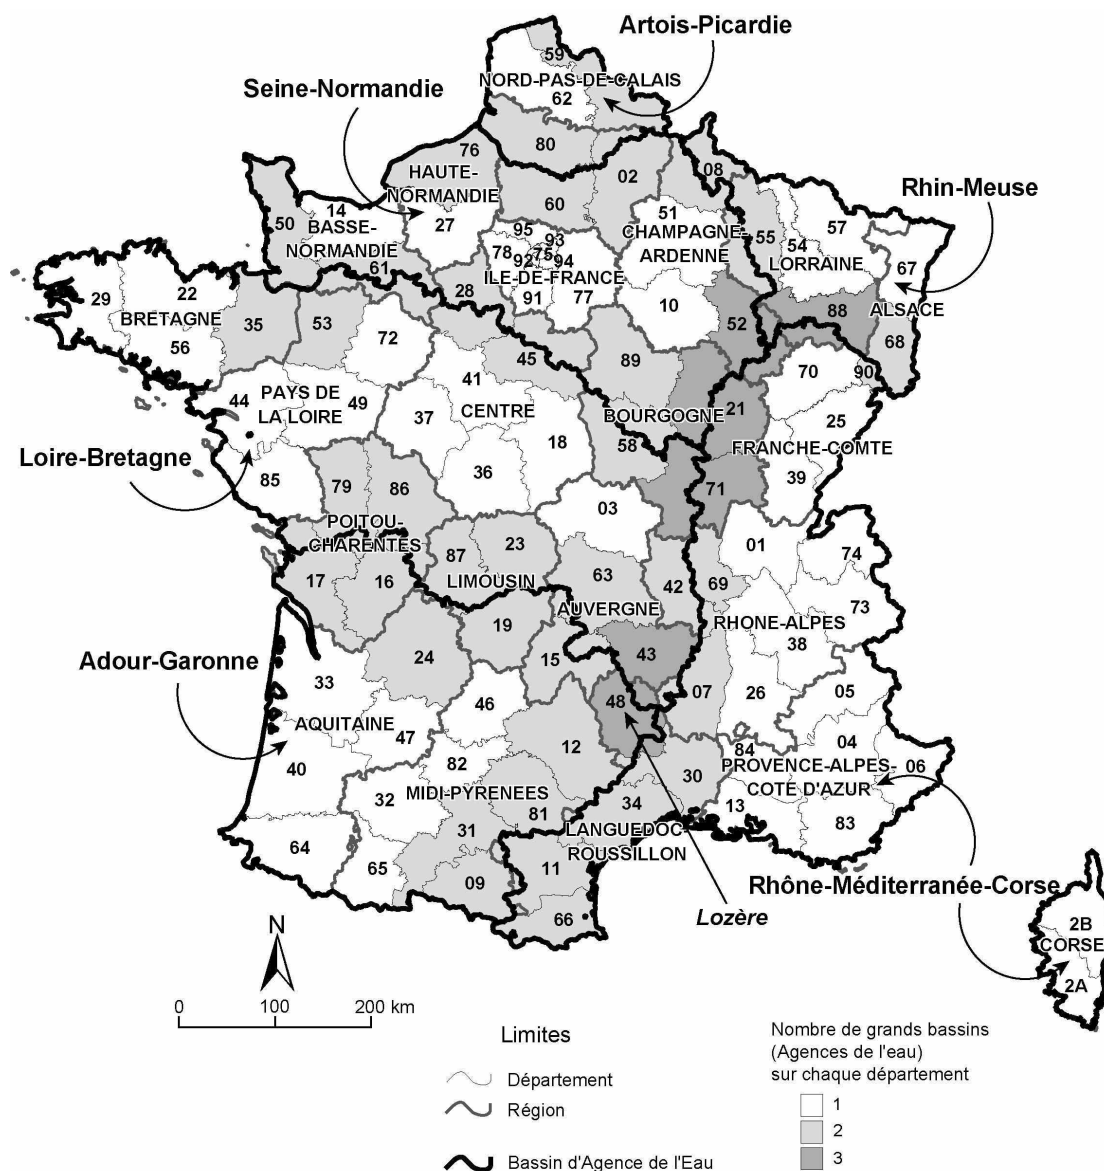 Artois-Picardie
59
NORD-PAS-DE-CALAIS
62
Seine-Normandie
80
76
HAUTE-
NORMANDIE
02
08
Rhin-Meuse
60
50
14
BASSE-
NORMANDIE
27
95
93
78
75
92
94
ILE-DE-FRANCE
51
CHAMPAGNE-
ARDENNE
55
54
57
LORRAINE
67
61
28
91
77
10
52
88
ALSACE
68
29
22
BRETAGNE
35
53
72
56
45
89
70
90
41
44
PAYS DE
LA LOIRE
49
37
CENTRE
BOURGOGNE
21
25
18
58
FRANCHE-COMTE
Loire-Bretagne
85
79
86
36
71
39
POITOU-
CHARENTES
03
01
74
87
23
LIMOUSIN
63
42
69
17
16
AUVERGNE
RHONE-ALPES
73
19
38
Adour-Garonne
24
15
43
33
46
48
07
26
05
AQUITAINE
47
12
04
40
82
84
PROVENCE-ALPES-
COTE D'AZUR
06
32
MIDI-PYRENEES
30
81
34
13
31
83
LANGUEDOC-
ROUSSILLON
64
65
11
09
Rhône-Méditerranée-Corse
66
Lozère
2B
CORSE
2A
N
0 100 200 km
Limites
Département
Région
Bassin d'Agence de l'Eau
Nombre de grands bassins
(Agences de l'eau)
sur chaque département
1
2
3